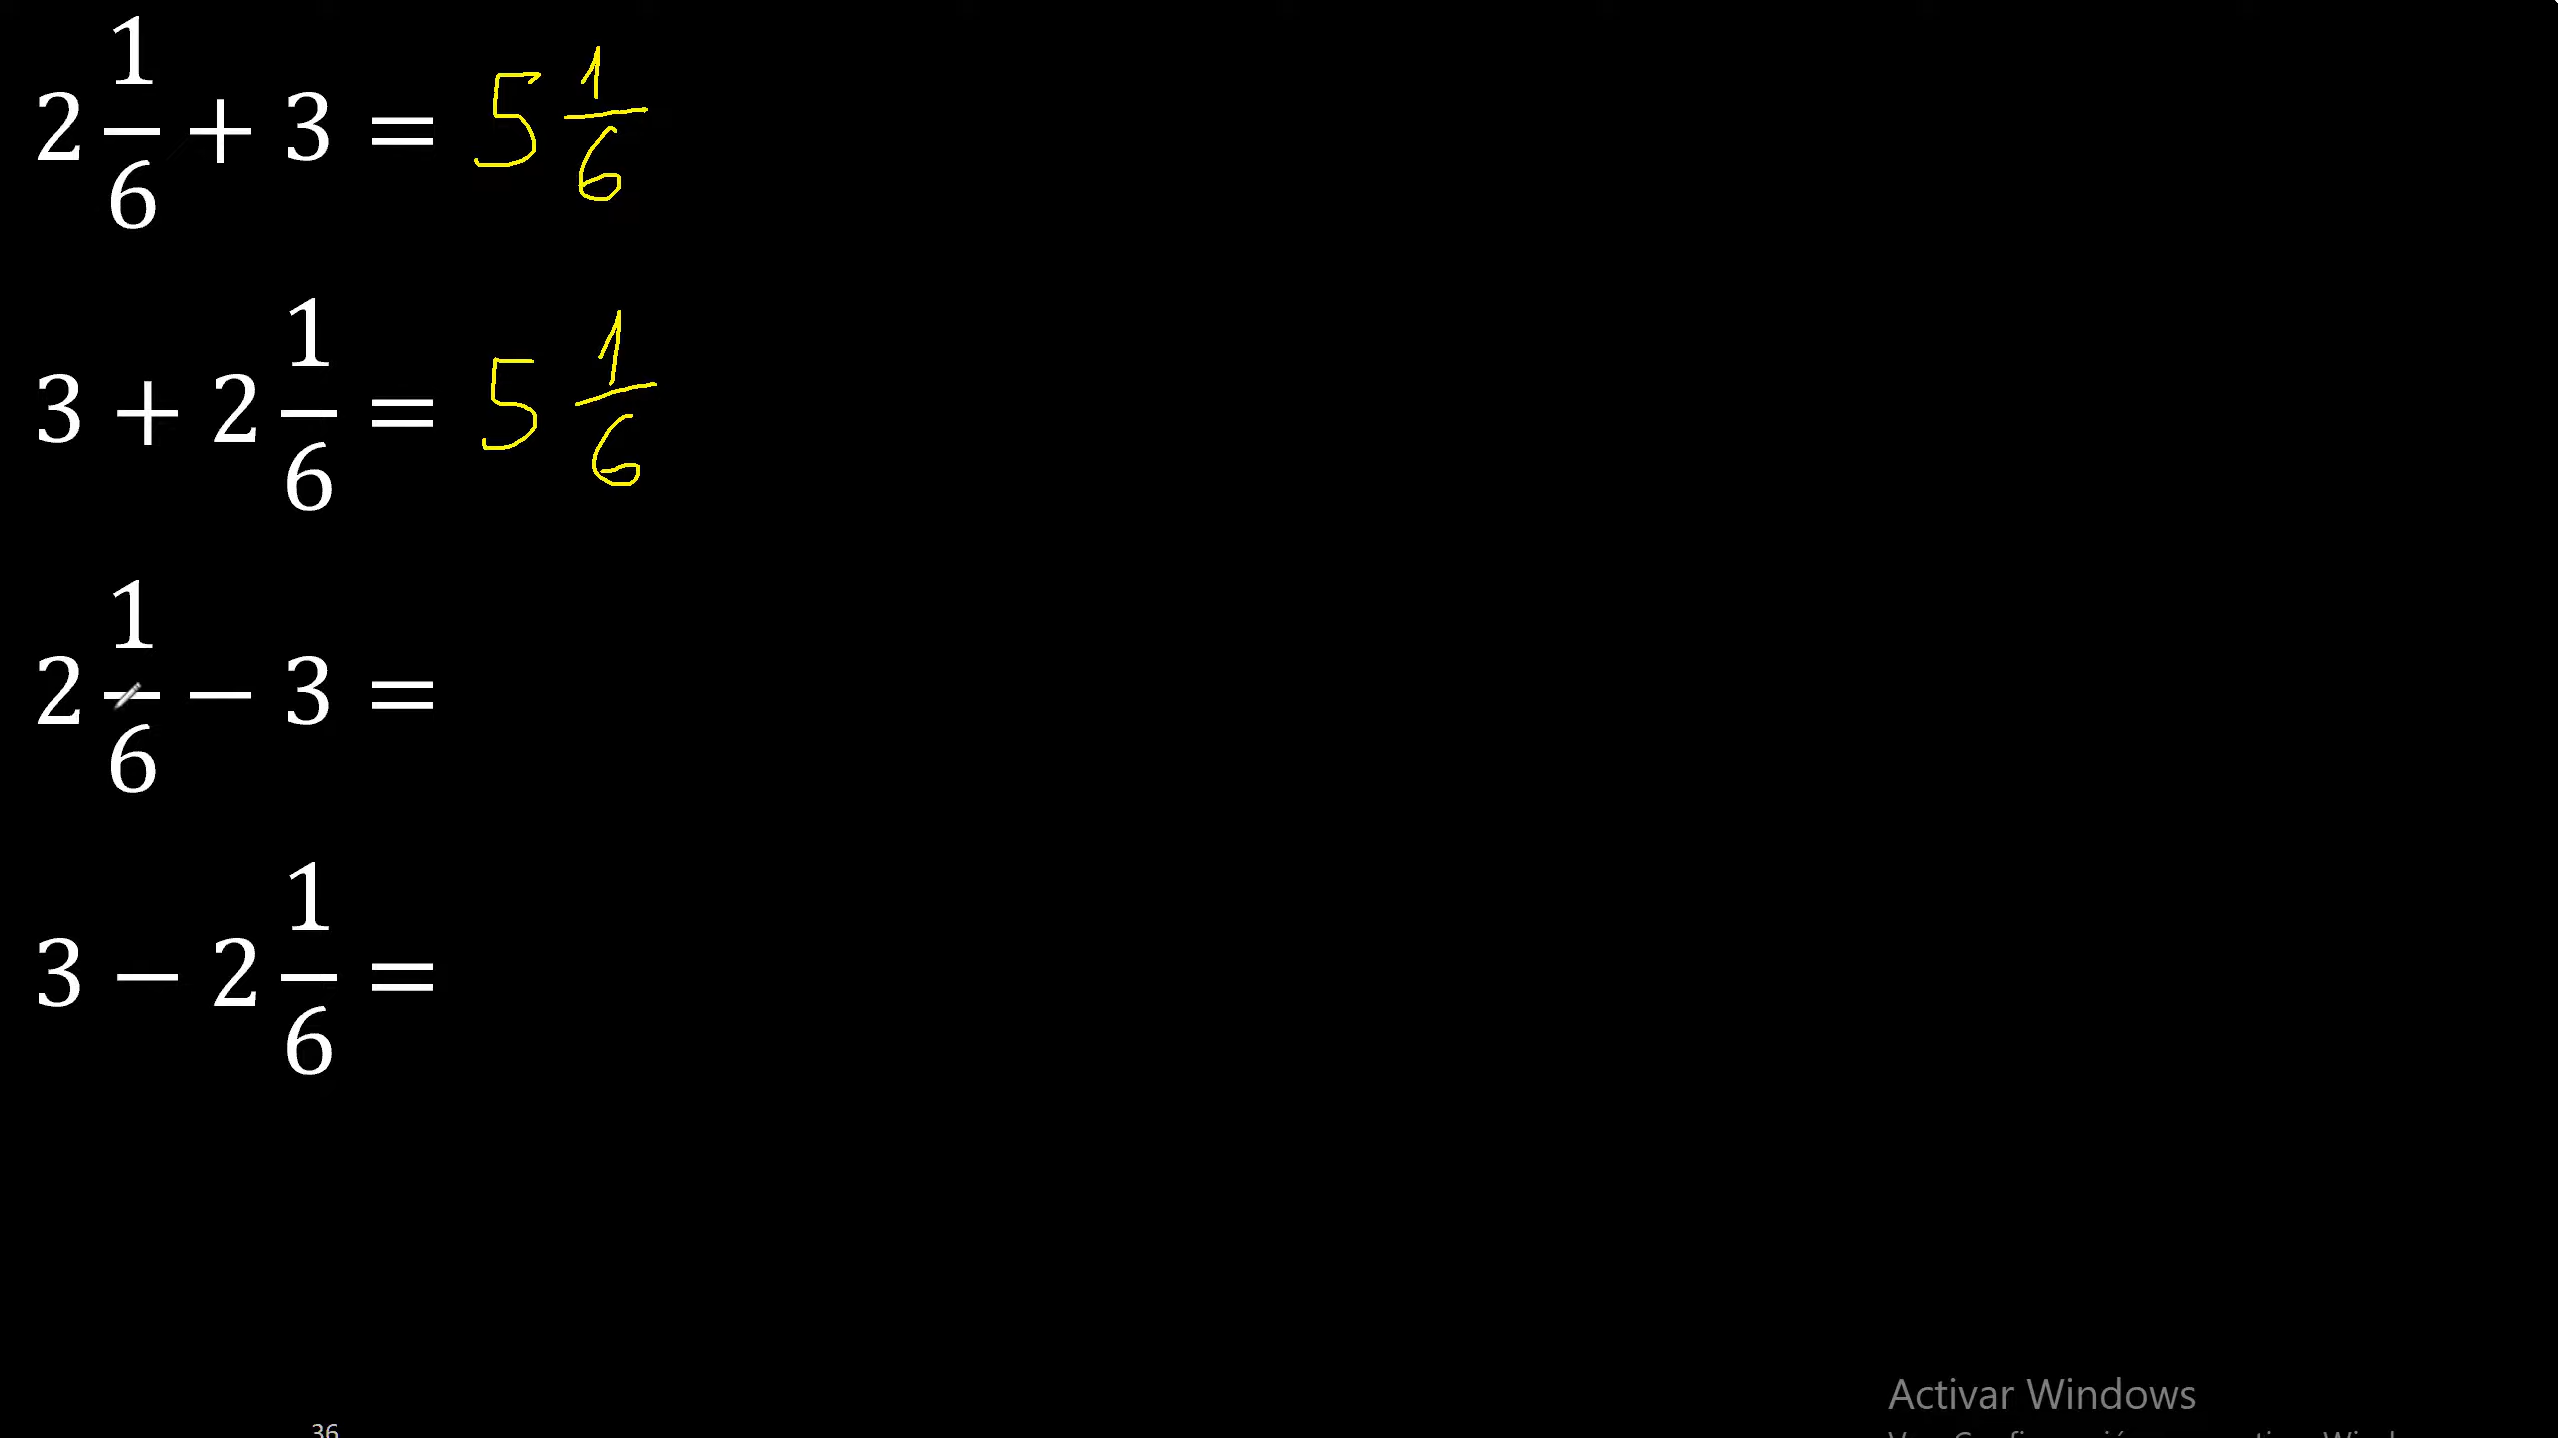 2 1/6 + 3 = 5 1/6
3 + 2 1/6 = 5 1/6
2 1/6 − 3 =
3 − 2 1/6 =
Activar Windows
36